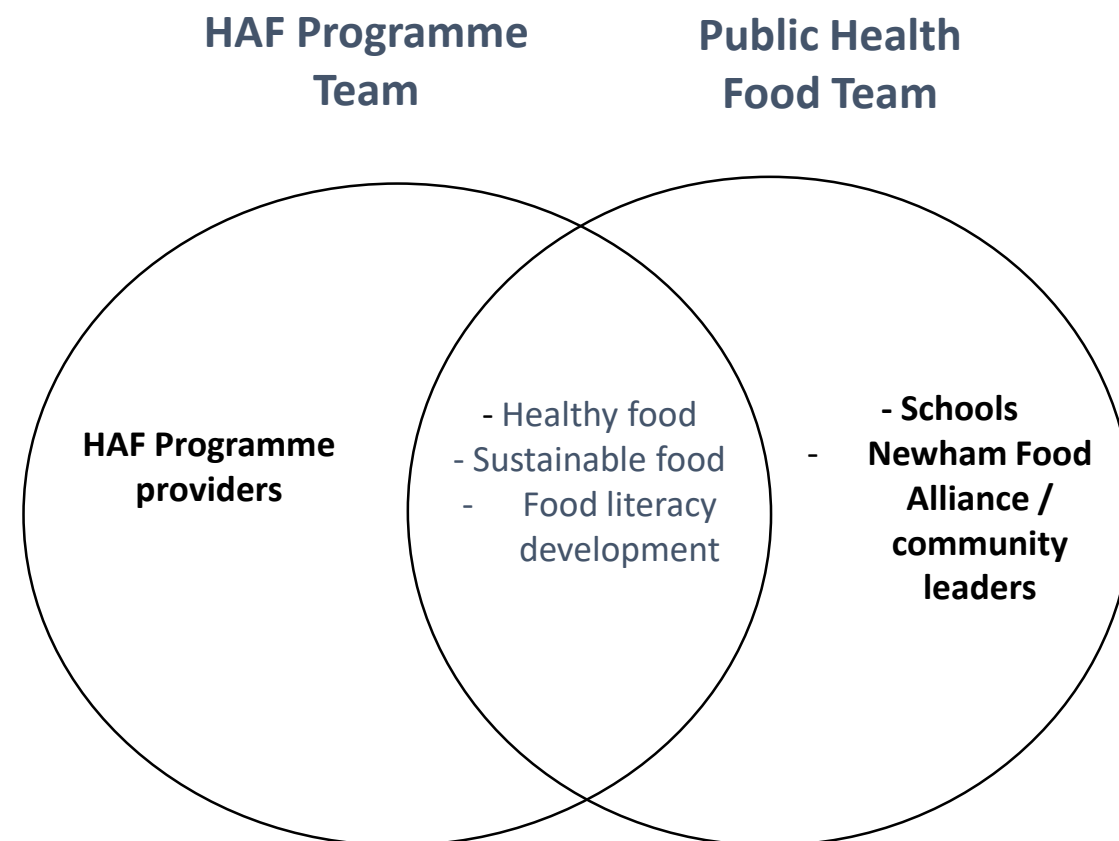 HAF Programme
Team
Public Health
Food Team
HAF Programme
providers
- Healthy food
- Sustainable food
- Food literacy
development
- Schools
- Newham Food
Alliance /
community
leaders